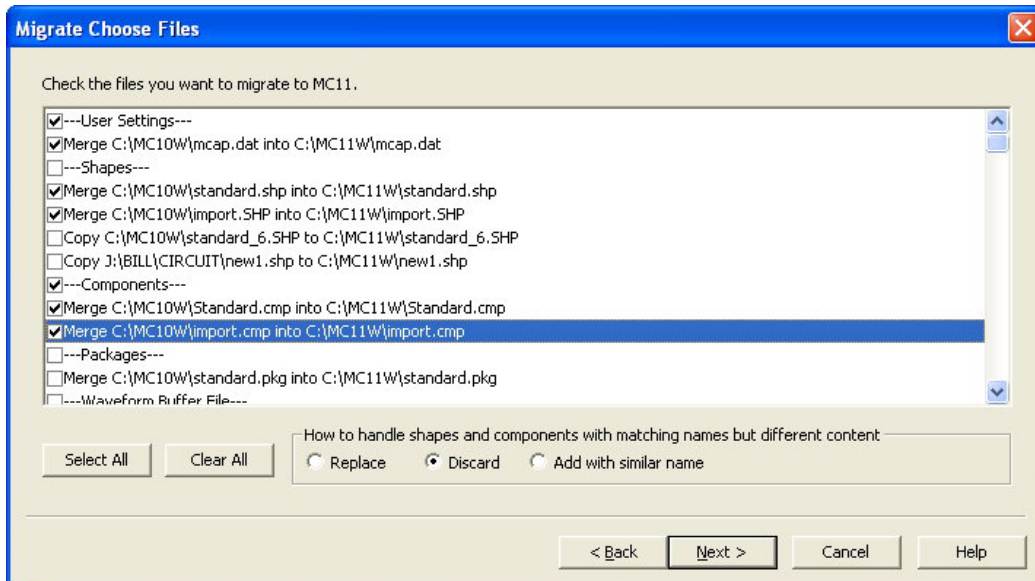 Migrate Choose Files
Check the files you want to migrate to MC11.
---User Settings---
Merge C:\MC10W\mcap.dat into C:\MC11W\mcap.dat
---Shapes---
Merge C:\MC10W\standard.shp into C:\MC11W\standard.shp
Merge C:\MC10W\import.SHP into C:\MC11W\import.SHP
Copy C:\MC10W\standard_6.SHP to C:\MC11W\standard_6.SHP
Copy J:\BILL\CIRCUIT\new1.shp to C:\MC11W\new1.shp
---Components---
Merge C:\MC10W\Standard.cmp into C:\MC11W\Standard.cmp
Merge C:\MC10W\import.cmp into C:\MC11W\import.cmp
---Packages---
Merge C:\MC10W\standard.pkg into C:\MC11W\standard.pkg
---Waveform Buffer File---
How to handle shapes and components with matching names but different content
Select All Clear All Replace Discard Add with similar name
< Back Next > Cancel Help